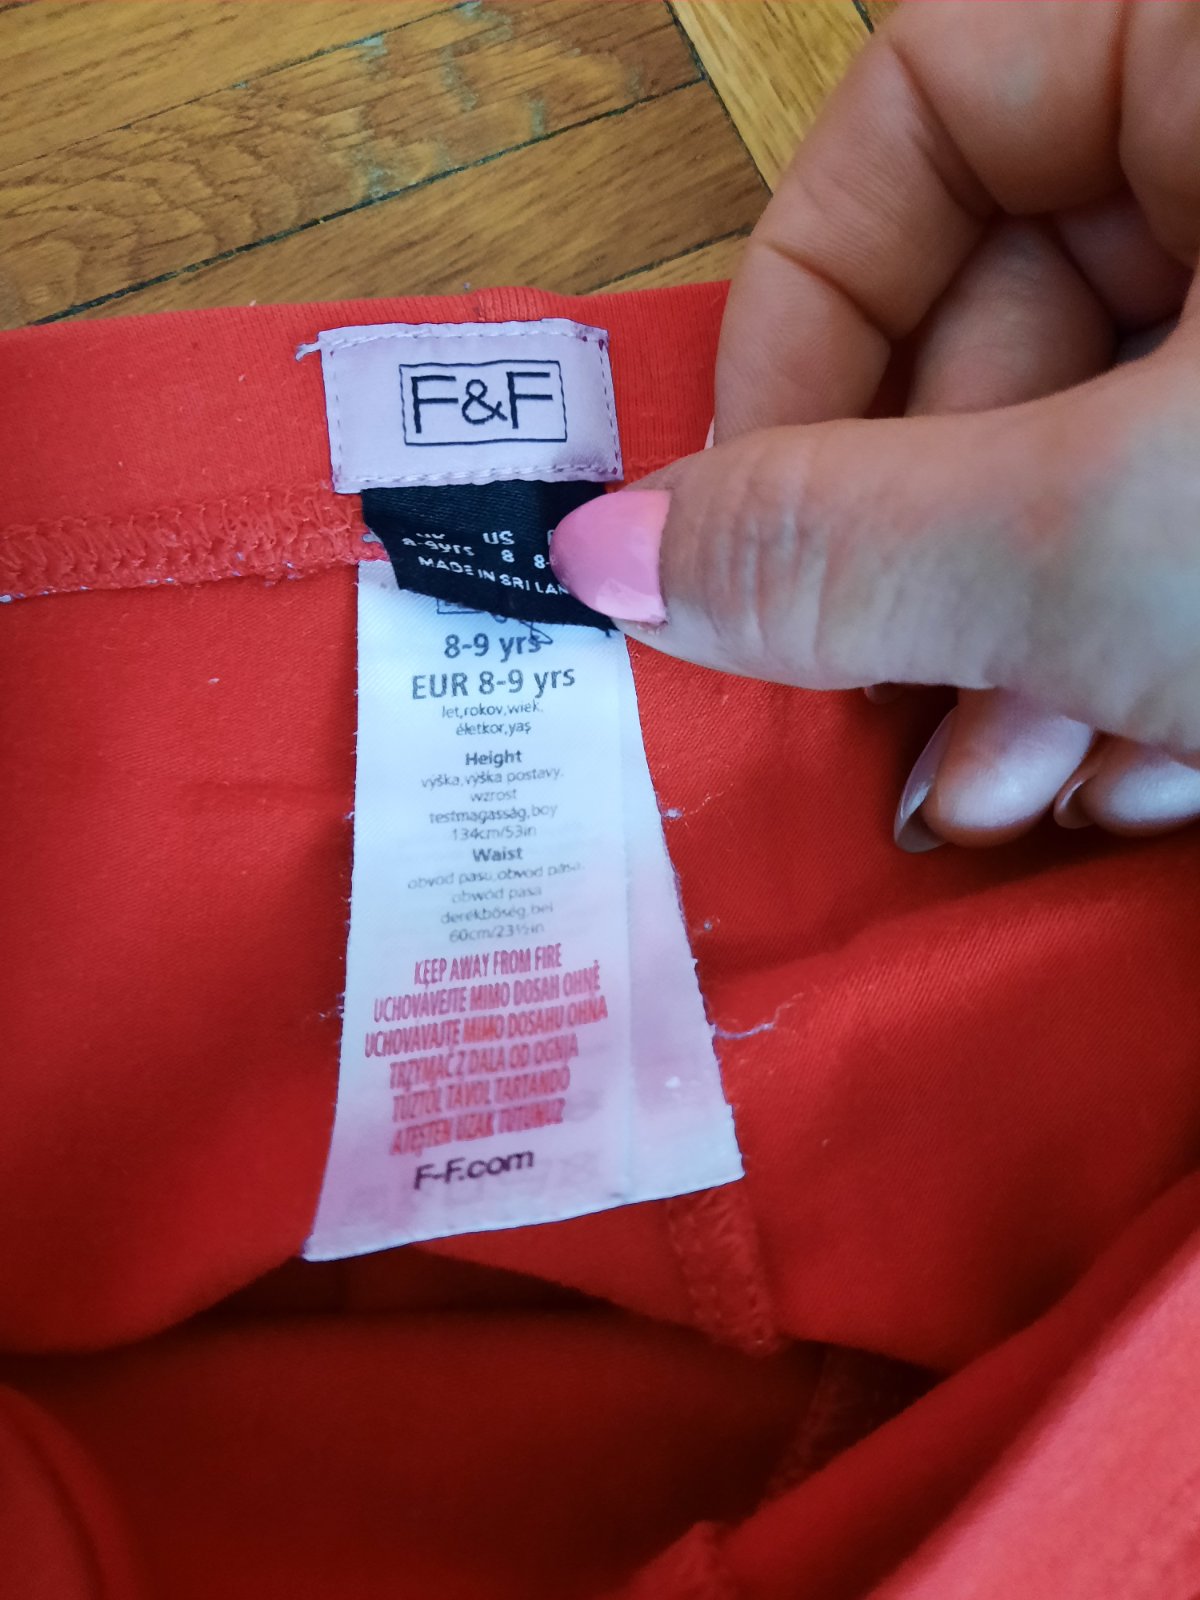 F&F
US
8-9yrs 8 8-
MADE IN SRI LAN
8-9 yrs
EUR 8-9 yrs
let,rokov,wiek,
életkor,yaş
Height
výška,výška postavy,
wzrost
testmagasság,boy
134cm/53in
Waist
obvod pasu,obvod pása,
obwód pasa
derékbőség,bel
60cm/23½in
KEEP AWAY FROM FIRE
UCHOVÁVEJTE MIMO DOSAH OHNĚ
UCHOVÁVAJTE MIMO DOSAHU OHŇA
TRZYMAĆ Z DALA OD OGNIA
TŰZTŐL TÁVOL TARTANDÓ
ATEŞTEN UZAK TUTUNUZ
F-F.com